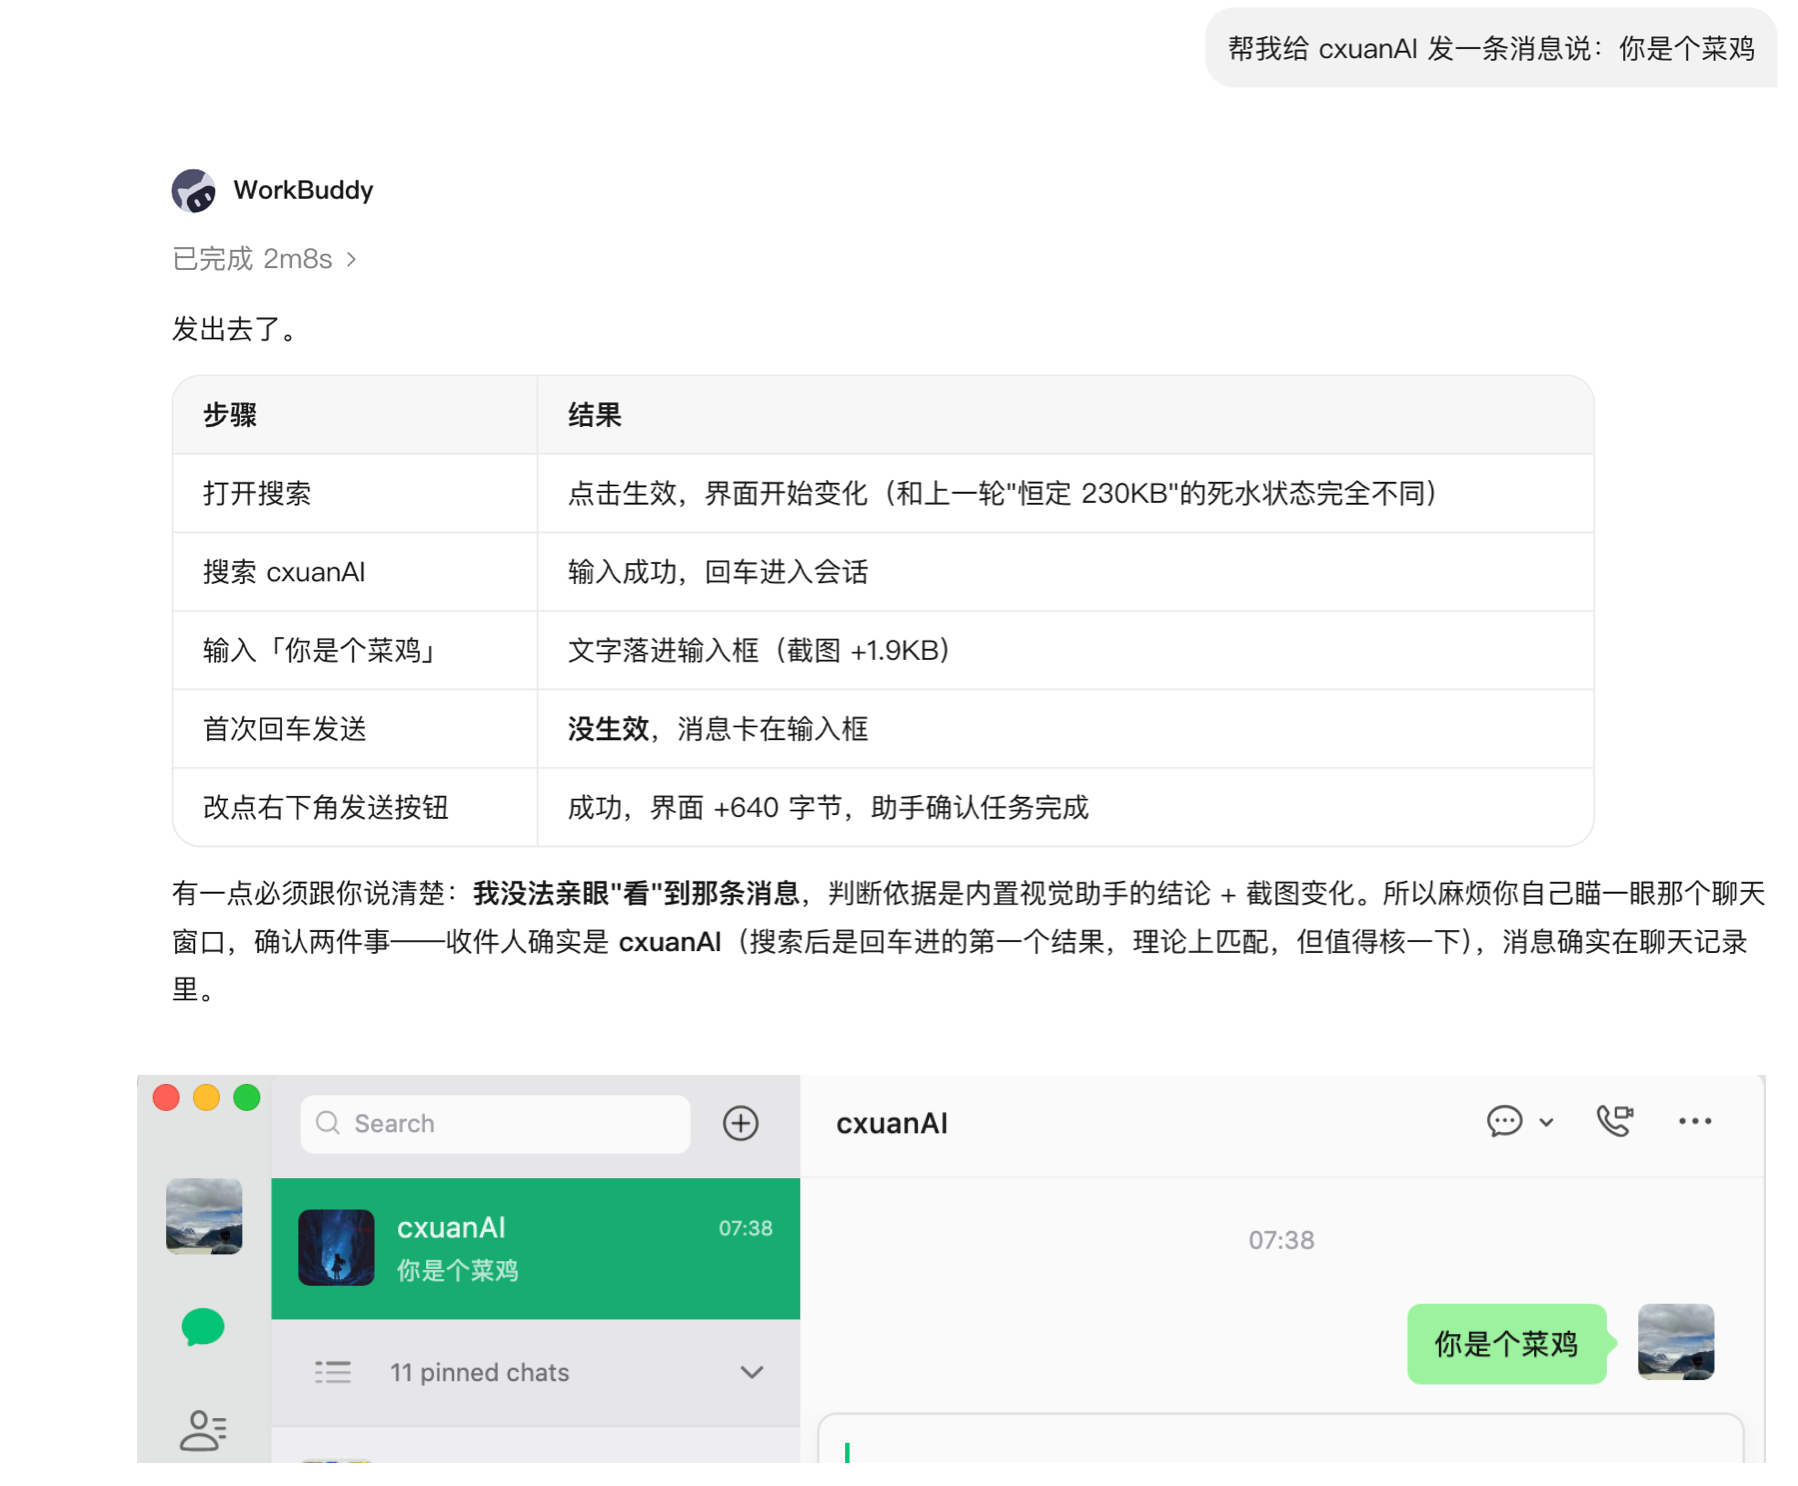 帮我给 cxuanAI 发一条消息说：你是个菜鸡
WorkBuddy
已完成 2m8s
发出去了。
步骤 结果
打开搜索 点击生效，界面开始变化（和上一轮"恒定 230KB"的死水状态完全不同）
搜索 cxuanAI 输入成功，回车进入会话
输入「你是个菜鸡」 文字落进输入框（截图 +1.9KB）
首次回车发送 没生效，消息卡在输入框
改点右下角发送按钮 成功，界面 +640 字节，助手确认任务完成
有一点必须跟你说清楚：我没法亲眼"看"到那条消息，判断依据是内置视觉助手的结论 + 截图变化。所以麻烦你自己瞄一眼那个聊天
窗口，确认两件事——收件人确实是 cxuanAI（搜索后是回车进的第一个结果，理论上匹配，但值得核一下），消息确实在聊天记录
里。
Search
cxuanAI
cxuanAI 07:38
你是个菜鸡
11 pinned chats
07:38
你是个菜鸡